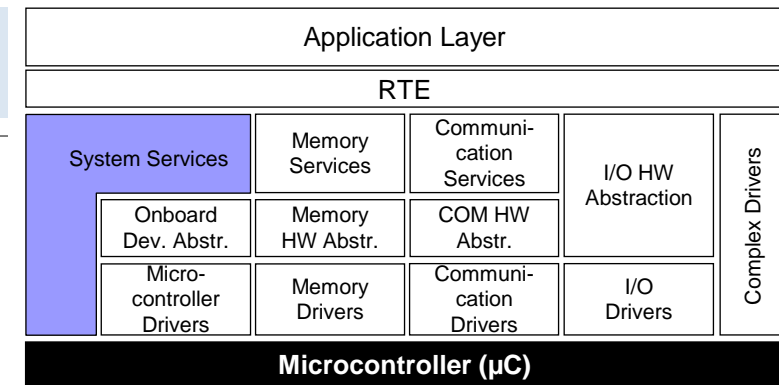 Application Layer
RTE
System Services
Memory
Services
Communi-
cation
Services
I/O HW
Abstraction
Complex Drivers
Onboard
Dev. Abstr.
Memory
HW Abstr.
COM HW
Abstr.
Micro-
controller
Drivers
Memory
Drivers
Communi-
cation
Drivers
I/O
Drivers
Microcontroller (µC)